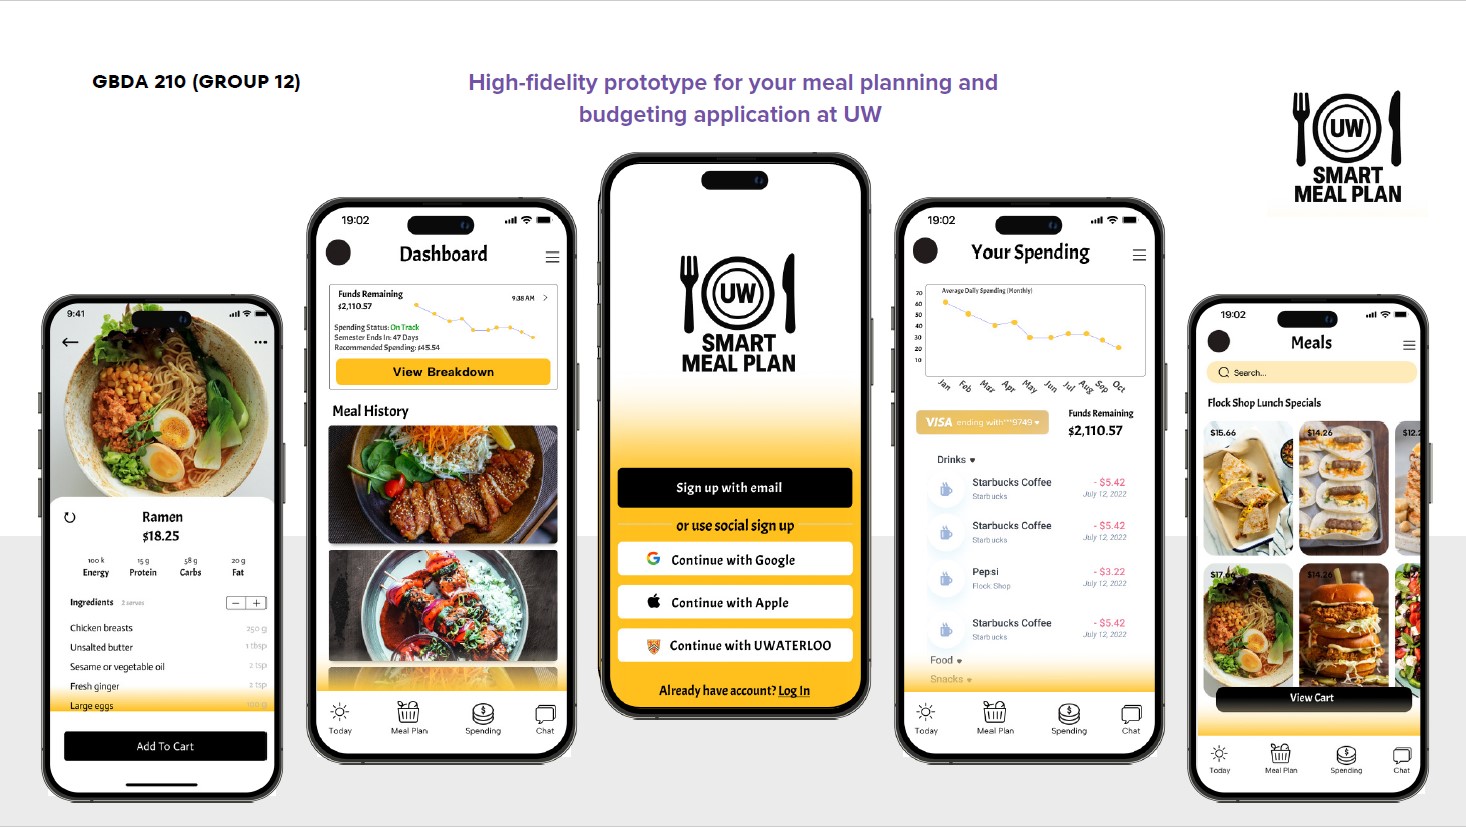 GBDA 210 (GROUP 12)
High-fidelity prototype for your meal planning and
budgeting application at UW
UW
SMART
MEAL PLAN
9:41
Ramen
$18.25
100 k
15 g
58 g
20 g
Energy
Protein
Carbs
Fat
Ingredients
2 serves
Chicken breasts
250 g
Unsalted butter
1 tbsp
Sesame or vegetable oil
2 tsp
Fresh ginger
2 tsp
Large eggs
Add To Cart
19:02
Dashboard
Funds Remaining
$2,110.57
9:38 AM
Spending Status: On Track
Semester Ends In: 47 Days
Recommended Spending: $45.54
View Breakdown
Meal History
Today
Meal Plan
Spending
Chat
UW
SMART
MEAL PLAN
Sign up with email
or use social sign up
Continue with Google
Continue with Apple
Continue with UWATERLOO
Already have account? Log In
19:02
Your Spending
Average Daily Spending (Monthly)
70
60
50
40
30
20
10
Jan
Feb
Mar
Apr
May
Jun
Jul
Aug
Sep
Oct
VISA ending with***9749
Funds Remaining
$2,110.57
Drinks
Starbucks Coffee
- $5.42
Starbucks
July 12, 2022
Starbucks Coffee
- $5.42
Starbucks
July 12, 2022
Pepsi
- $3.22
Flock Shop
July 12, 2022
Starbucks Coffee
- $5.42
Starbucks
July 12, 2022
Food
Snacks
Today
Meal Plan
Spending
Chat
19:02
Meals
Search...
Flock Shop Lunch Specials
$15.66
$14.26
$12.2
$17.66
$14.26
View Cart
Today
Meal Plan
Spending
Chat